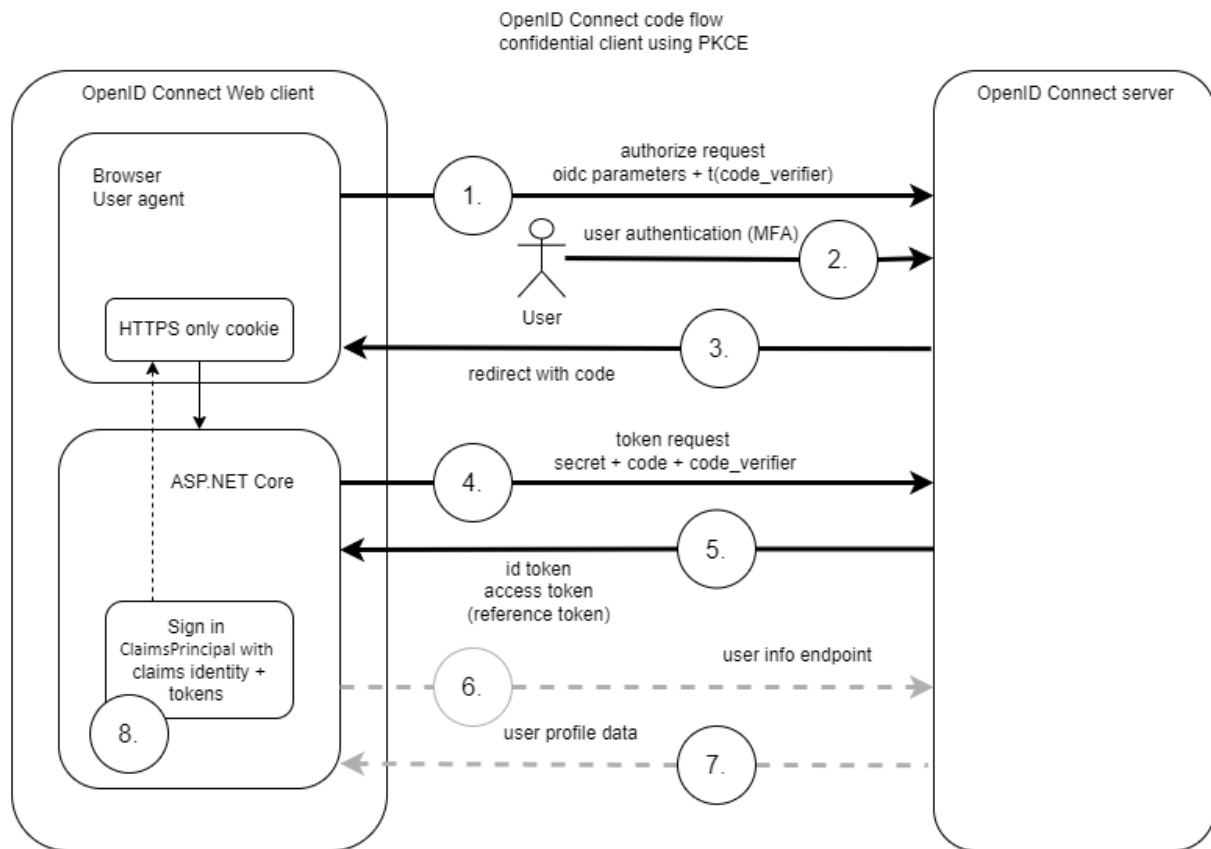 OpenID Connect code flow
confidential client using PKCE
OpenID Connect Web client
OpenID Connect server
Browser
User agent
authorize request
oidc parameters + t(code_verifier)
1.
user authentication (MFA)
2.
User
HTTPS only cookie
3.
redirect with code
ASP.NET Core
token request
secret + code + code_verifier
4.
5.
id token
access token
(reference token)
Sign in
ClaimsPrincipal with
claims identity +
tokens
user info endpoint
6.
8.
user profile data
7.